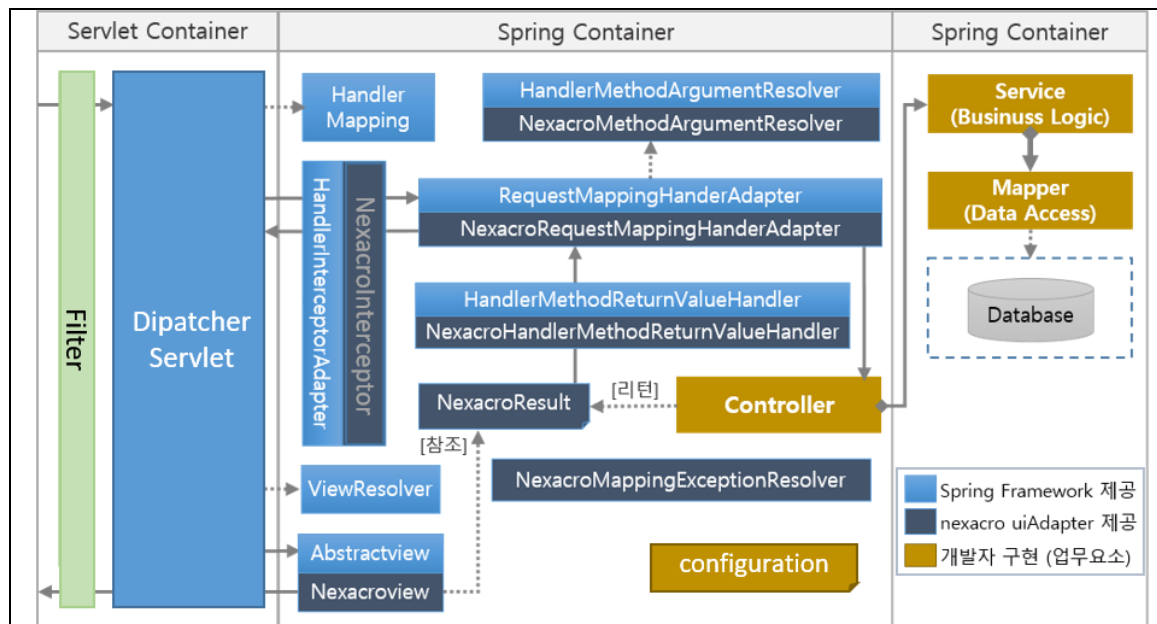 Servlet Container
Spring Container
Spring Container
Filter
Dipatcher
Servlet
Handler
Mapping
HandlerInterceptorAdapter
NexacroInterceptor
HandlerMethodArgumentResolver
NexacroMethodArgumentResolver
RequestMappingHanderAdapter
NexacroRequestMappingHanderAdapter
HandlerMethodReturnValueHandler
NexacroHandlerMethodReturnValueHandler
NexacroResult
[리턴]
Controller
[참조]
NexacroMappingExceptionResolver
ViewResolver
Abstractview
Nexacroview
configuration
Service
(Businuss Logic)
Mapper
(Data Access)
Database
Spring Framework 제공
nexacro uiAdapter 제공
개발자 구현 (업무요소)